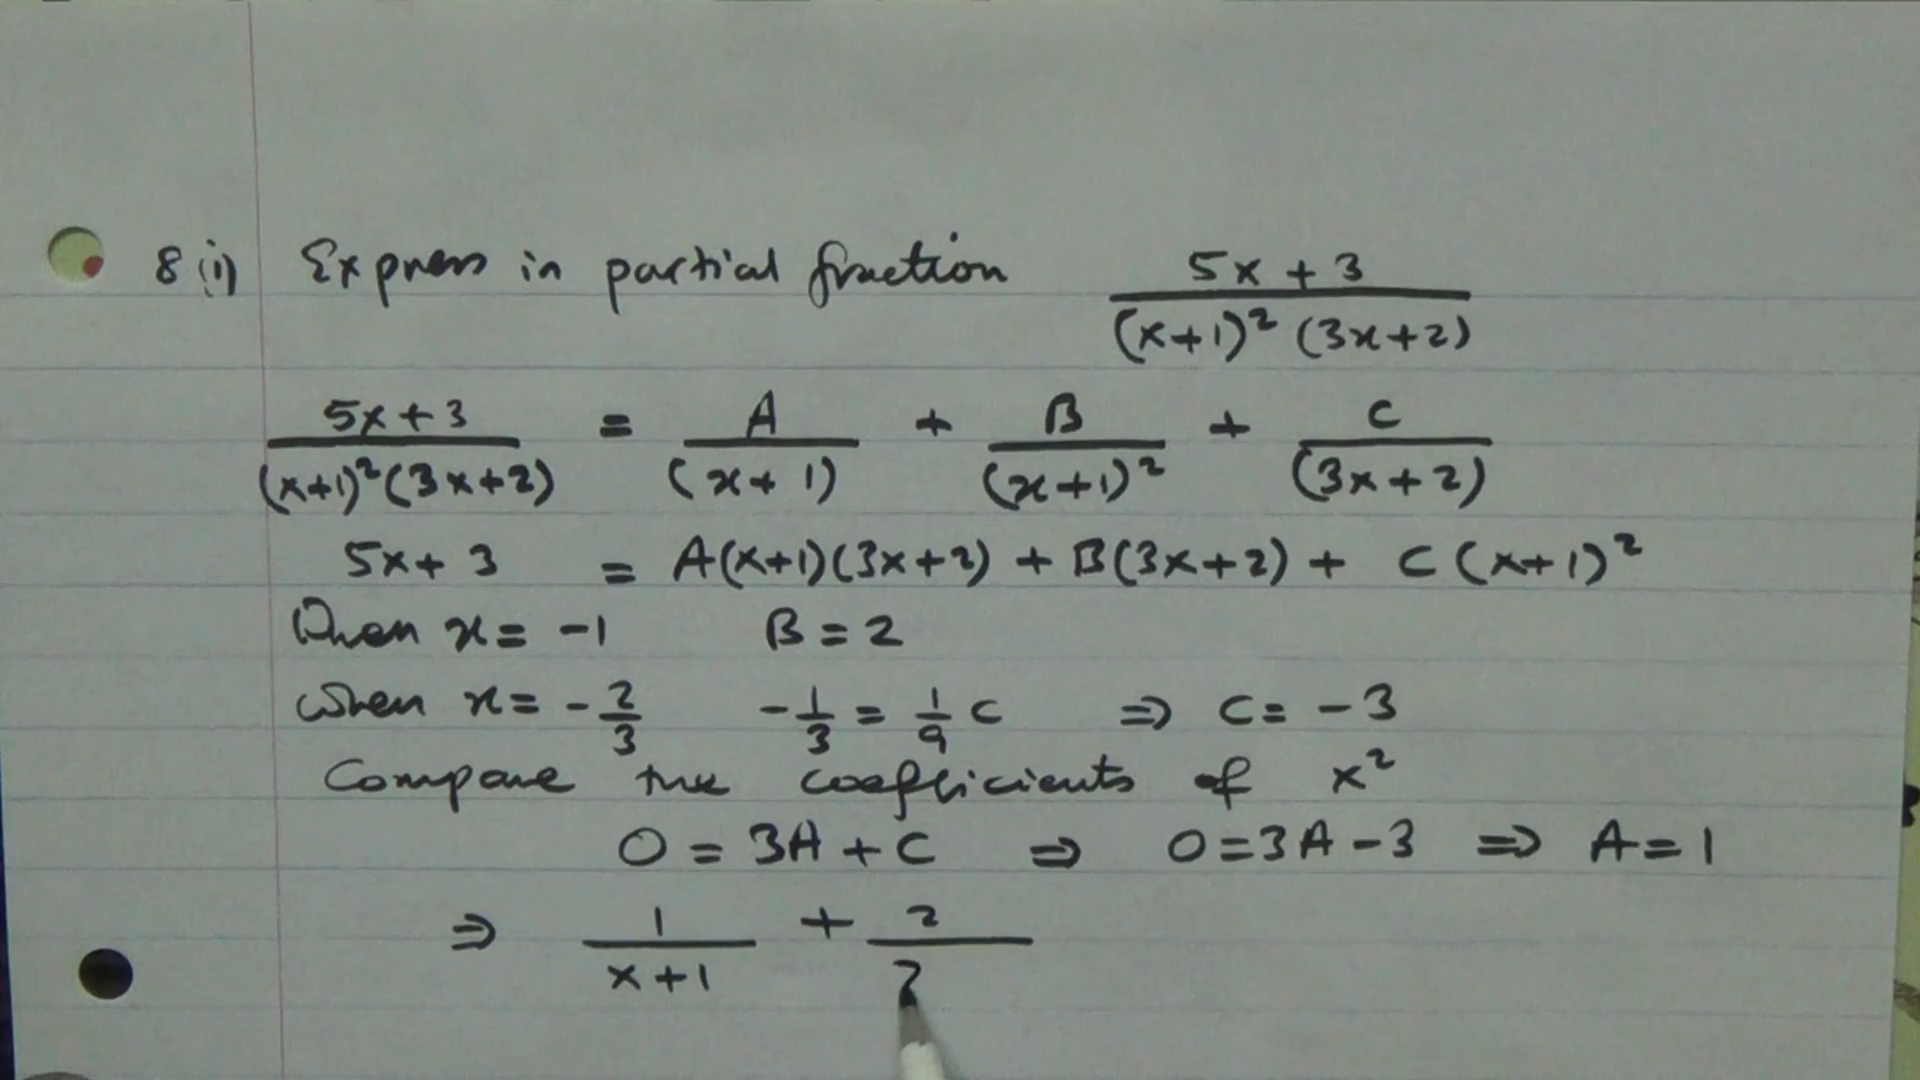 8(i) Express in partial fraction (5x + 3)/((x+1)² (3x+2))
(5x + 3)/((x+1)²(3x+2)) = A/(x + 1) + B/(x+1)² + C/(3x + 2)
5x + 3 = A(x+1)(3x+2) + B(3x+2) + C(x+1)²
When x = -1 B = 2
When x = -2/3 -1/3 = 1/9 C ⇒ C = -3
Compare the coefficients of x²
0 = 3A + C ⇒ 0 = 3A - 3 ⇒ A = 1
⇒ 1/(x + 1) + 2/